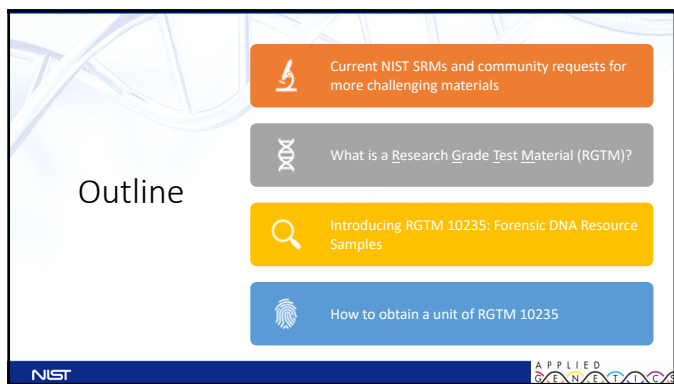 Current NIST SRMs and community requests for
more challenging materials
What is a Research Grade Test Material (RGTM)?
Outline
Introducing RGTM 10235: Forensic DNA Resource
Samples
How to obtain a unit of RGTM 10235
NIST
APPLIED
GENETICS